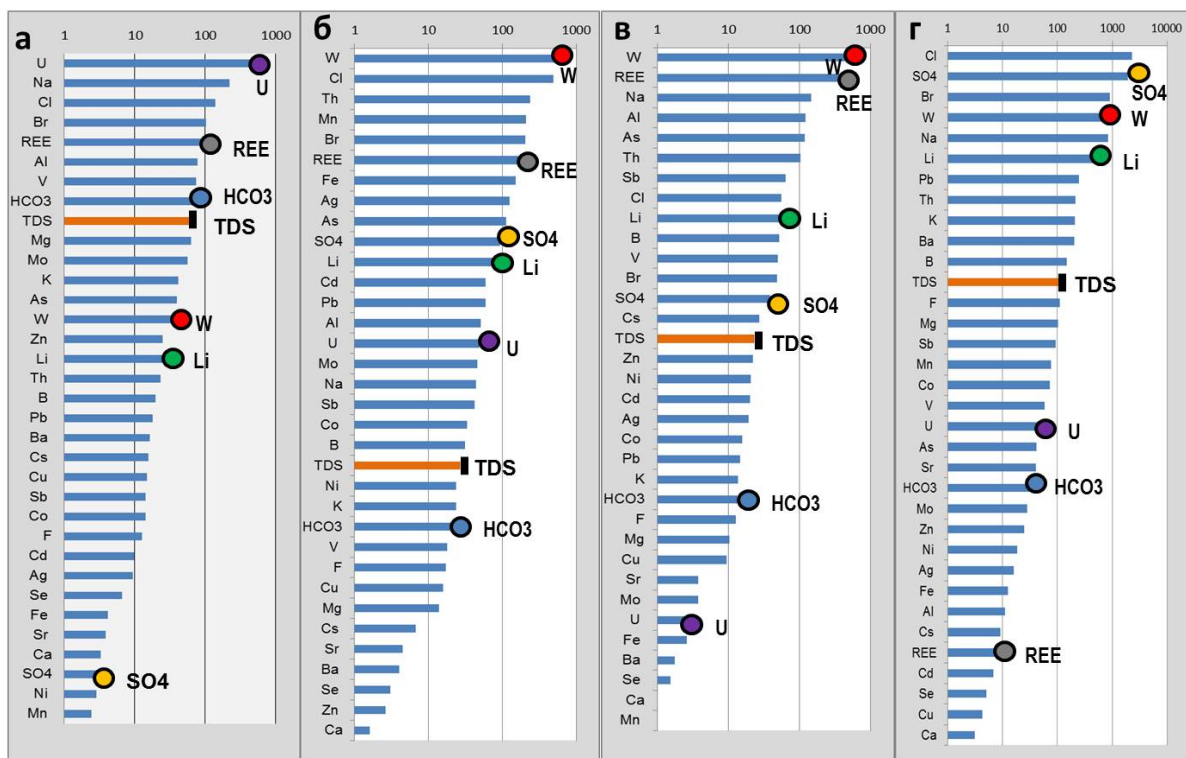 а
1 10 100 1000
U U
Na
Cl
Br
REE REE
Al
V
HCO3 HCO3
TDS TDS
Mg
Mo
K
As
W W
Zn
Li Li
Th
B
Pb
Ba
Cs
Cu
Sb
Co
F
Cd
Ag
Se
Fe
Sr
Ca
SO4 SO4
Ni
Mn
б
1 10 100 1000
W W
Cl
Th
Mn
Br
REE REE
Fe
Ag
As
SO4 SO4
Li Li
Cd
Pb
Al
U U
Mo
Na
Sb
Co
B
TDS TDS
Ni
K
HCO3 HCO3
V
F
Cu
Mg
Cs
Sr
Ba
Se
Zn
Ca
в
1 10 100 1000
W W
REE REE
Na
Al
As
Th
Sb
Cl
Li Li
B
V
Br
SO4 SO4
Cs
TDS TDS
Zn
Ni
Cd
Ag
Co
Pb
K
HCO3 HCO3
F
Mg
Cu
Sr
Mo
U U
Fe
Ba
Se
Ca
Mn
г
1 10 100 1000 10000
Cl
SO4 SO4
Br
W W
Na
Li Li
Pb
Th
K
Ba
B
TDS TDS
F
Mg
Sb
Mn
Co
V
U U
As
Sr
HCO3 HCO3
Mo
Zn
Ni
Ag
Fe
Al
Cs
REE REE
Cd
Se
Cu
Ca